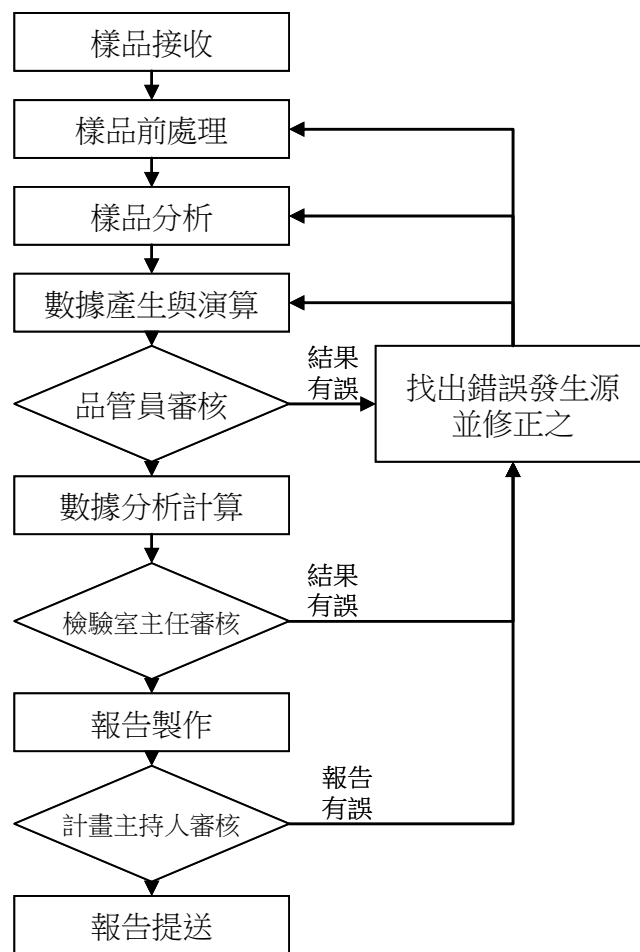 樣品接收
樣品前處理
樣品分析
數據產生與演算
結果
有誤
品管員審核
找出錯誤發生源
並修正之
數據分析計算
結果
有誤
檢驗室主任審核
報告製作
報告
有誤
計畫主持人審核
報告提送